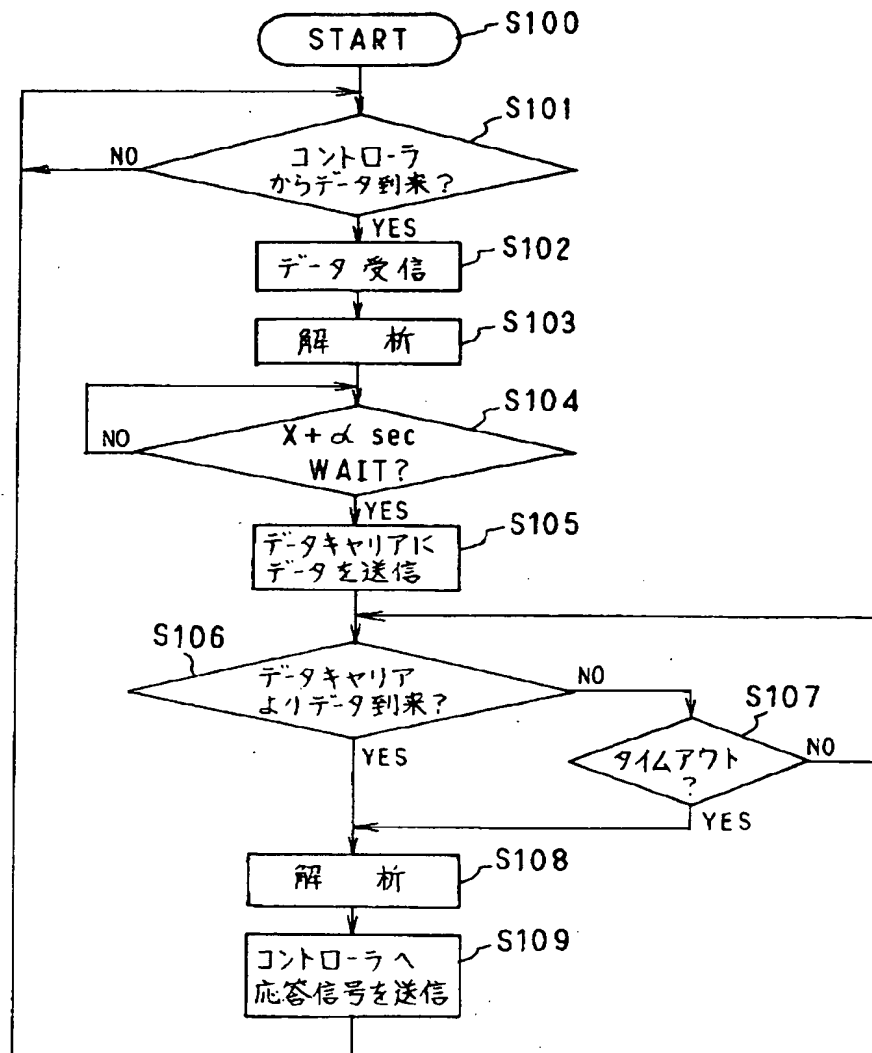 START
S100
S101
NO
コントローラ
からデータ到来?
YES
S102
データ 受信
S103
解 析
S104
NO
X+α sec
WAIT?
YES
S105
データキャリアに
データを送信
S106
データキャリア
よりデータ到来?
NO
S107
YES
タイムアウト
?
NO
YES
S108
解 析
S109
コントローラへ
応答信号を送信